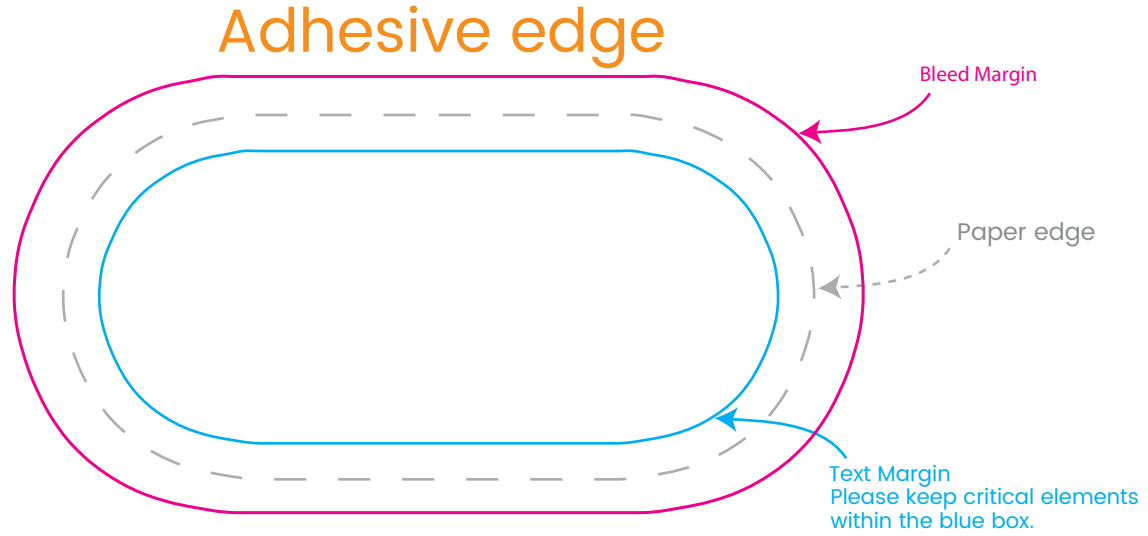 Adhesive edge
Bleed Margin
Paper edge
Text Margin
Please keep critical elements
within the blue box.